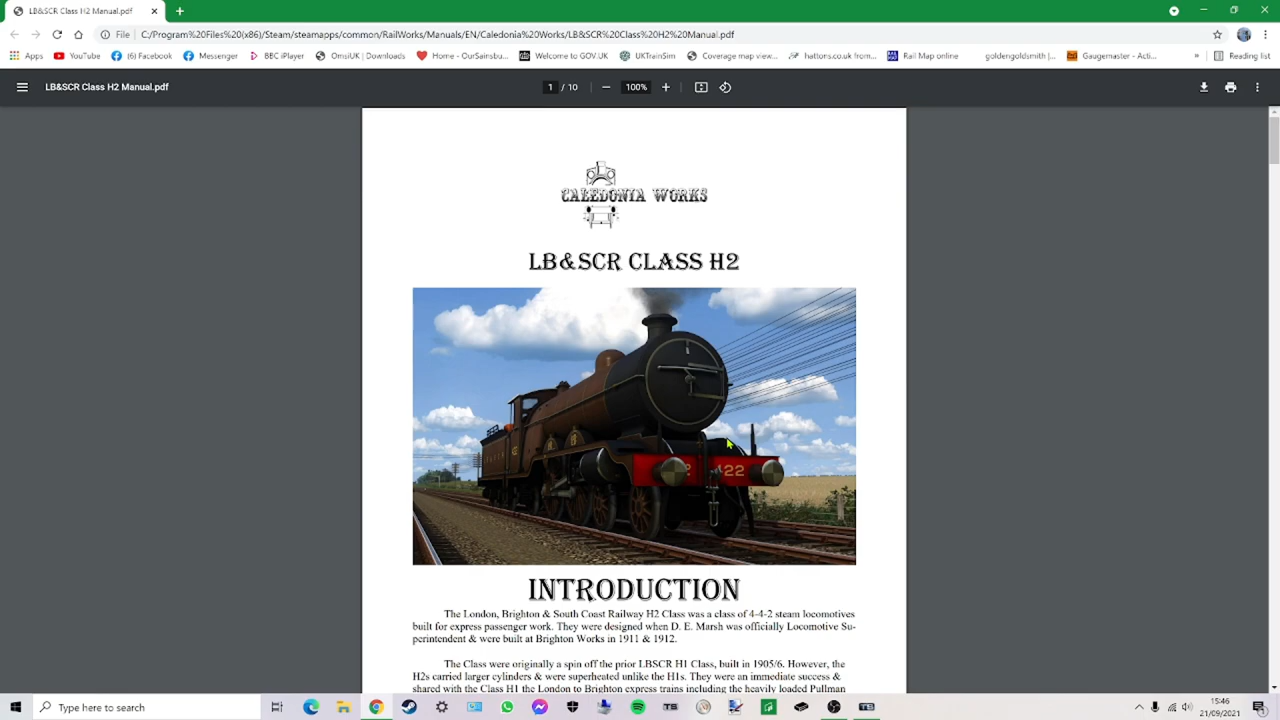 LB&SCR Class H2 Manual.pdf
File
C:/Program%20Files%20(x86)/Steam/steamapps/common/RailWorks/Manuals/EN/Caledonia%20Works/LB&SCR%20Class%20H2%20Manual.pdf
Apps YouTube (6) Facebook Messenger BBC iPlayer OmsiUK | Downloads Home - OurSainsbu... Welcome to GOV.UK UKTrainSim Coverage map view... hattons.co.uk from... Rail Map online goldengoldsmith |... Gaugemaster - Acti... » Reading list
LB&SCR Class H2 Manual.pdf 1 / 10 100%
CALEDONIA WORKS
LB&SCR CLASS H2
422
INTRODUCTION
The London, Brighton & South Coast Railway H2 Class was a class of 4-4-2 steam locomotives
built for express passenger work. They were designed when D. E. Marsh was officially Locomotive Su-
perintendent & were built at Brighton Works in 1911 & 1912.
The Class were originally a spin off the prior LBSCR H1 Class, built in 1905/6. However, the
H2s carried larger cylinders & were superheated unlike the H1s. They were an immediate success &
shared with the Class H1 the London to Brighton express trains including the heavily loaded Pullman
Type here to search
15:46
21/09/2021